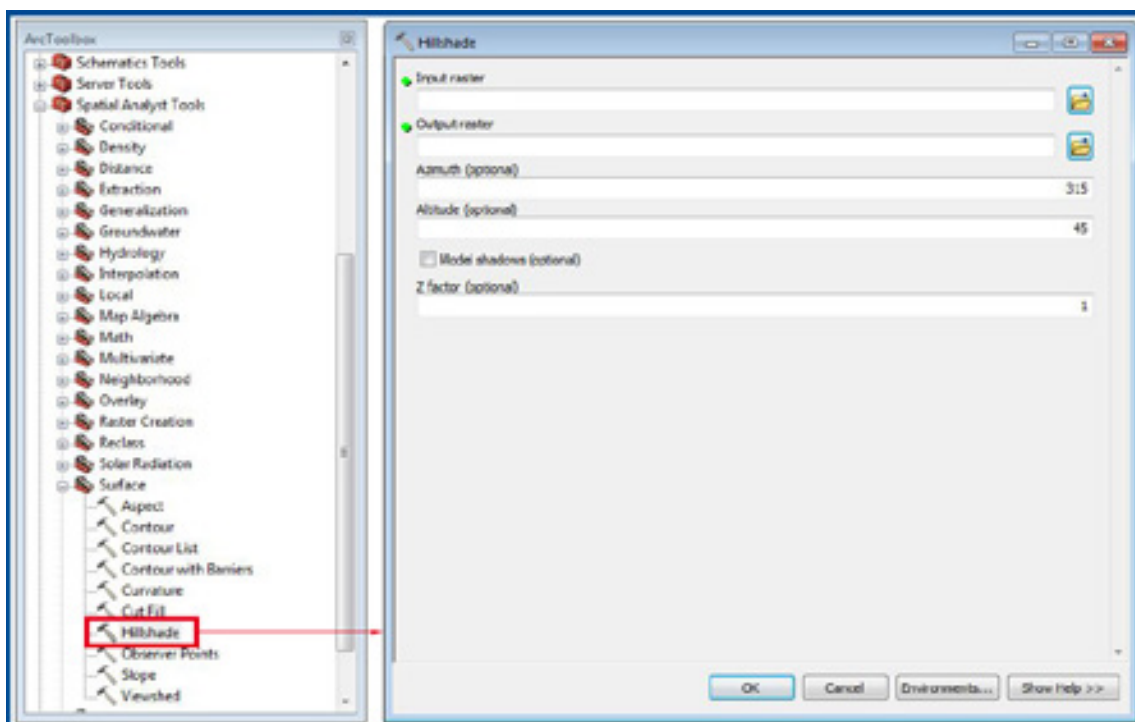 ArcToolbox
Schematics Tools
Server Tools
Spatial Analyst Tools
Conditional
Density
Distance
Extraction
Generalization
Groundwater
Hydrology
Interpolation
Local
Map Algebra
Math
Multivariate
Neighborhood
Overlay
Raster Creation
Reclass
Solar Radiation
Surface
Aspect
Contour
Contour List
Contour with Barriers
Curvature
Cut Fill
Hillshade
Observer Points
Slope
Viewshed
Hillshade
Input raster
Output raster
Azimuth (optional)
315
Altitude (optional)
45
Model shadows (optional)
Z factor (optional)
1
OK
Cancel
Environments...
Show Help >>